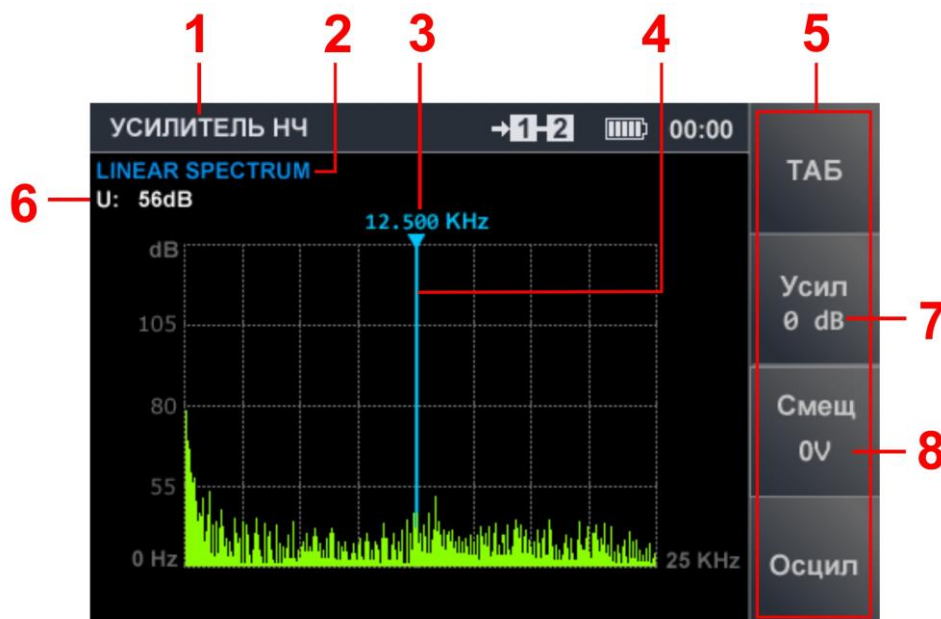 1 2 3 4 5
УСИЛИТЕЛЬ НЧ →1-2 00:00
LINEAR SPECTRUM
6 U: 56dB
12.500 KHz
dB
105
80
55
0 Hz 25 KHz
ТАБ
Усил
0 dB 7
Смещ
0V 8
Осцил